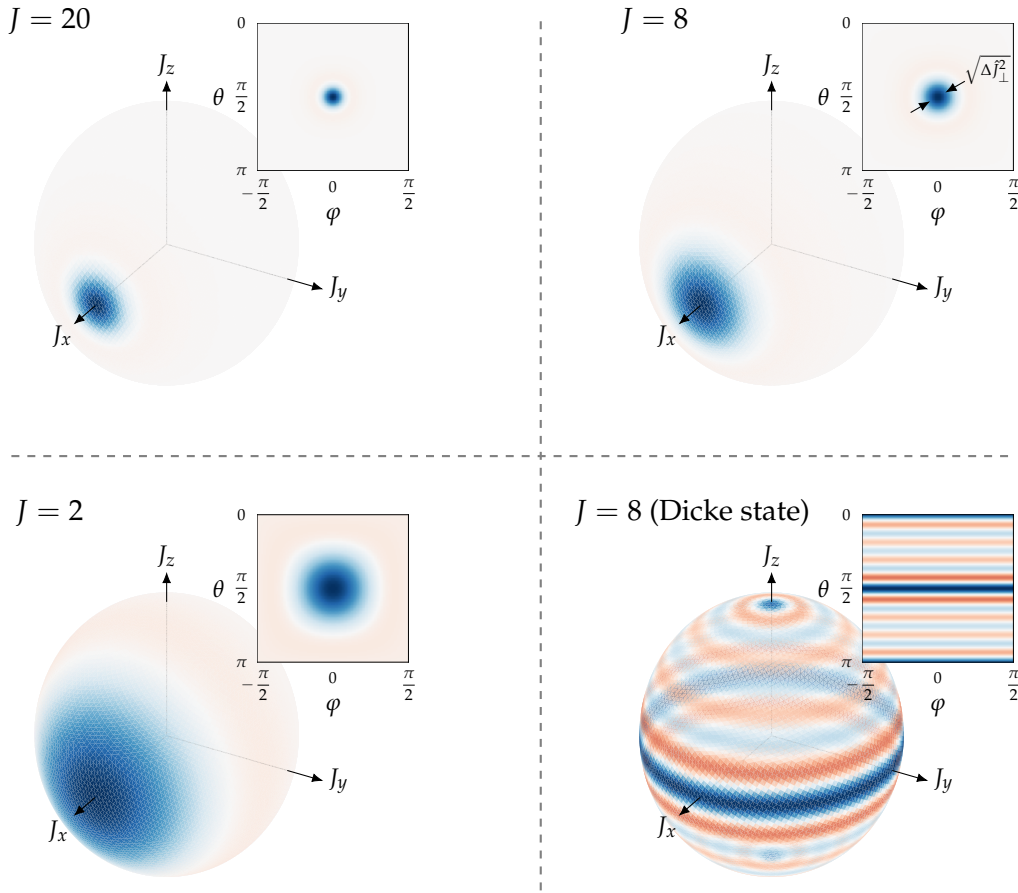 J = 20
0
J_z
θ
π/2
π
−π/2
0
π/2
φ
J_y
J_x
J = 8
0
J_z
θ
π/2
√ΔĴ²_⊥
π
−π/2
0
π/2
φ
J_y
J_x
J = 2
0
J_z
θ
π/2
π
−π/2
0
π/2
φ
J_y
J_x
J = 8 (Dicke state)
0
J_z
θ
π/2
π
−π/2
0
π/2
φ
J_y
J_x